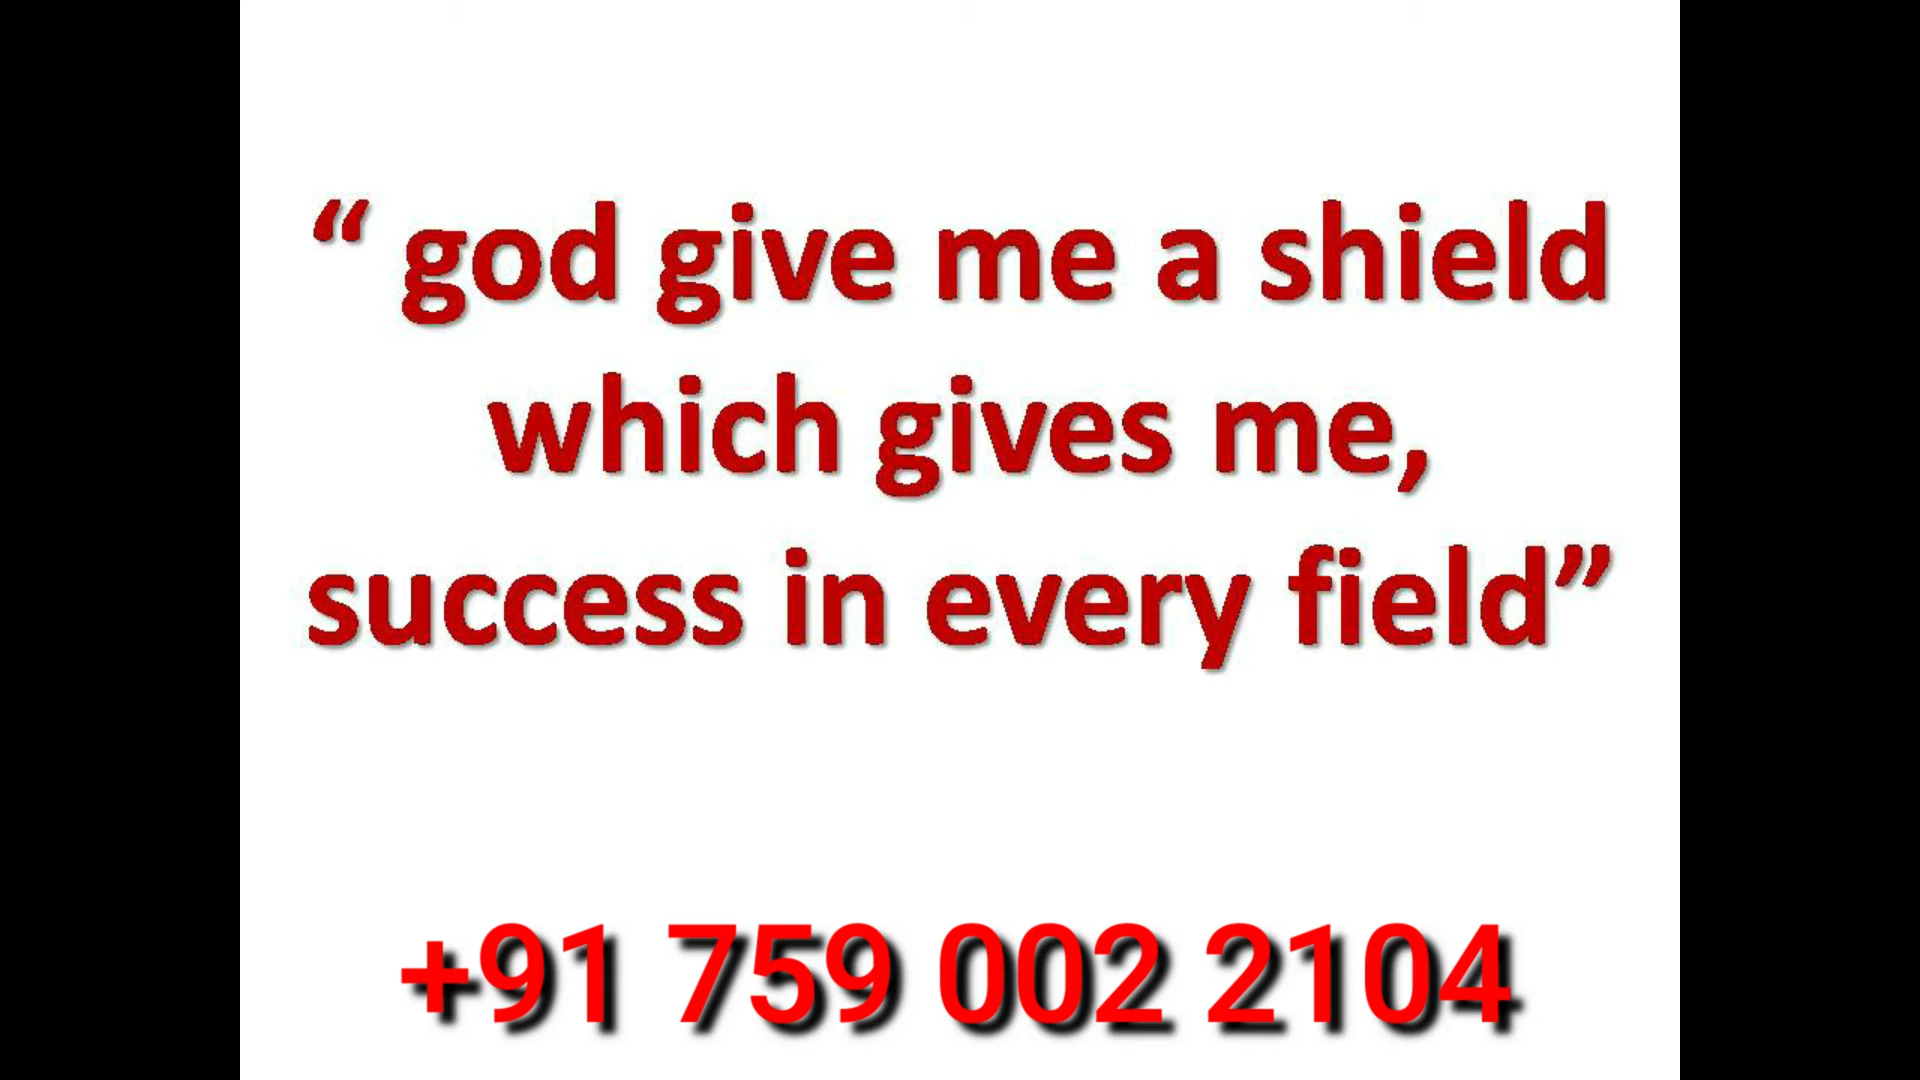 “ god give me a shield
which gives me,
success in every field”
+91 759 002 2104